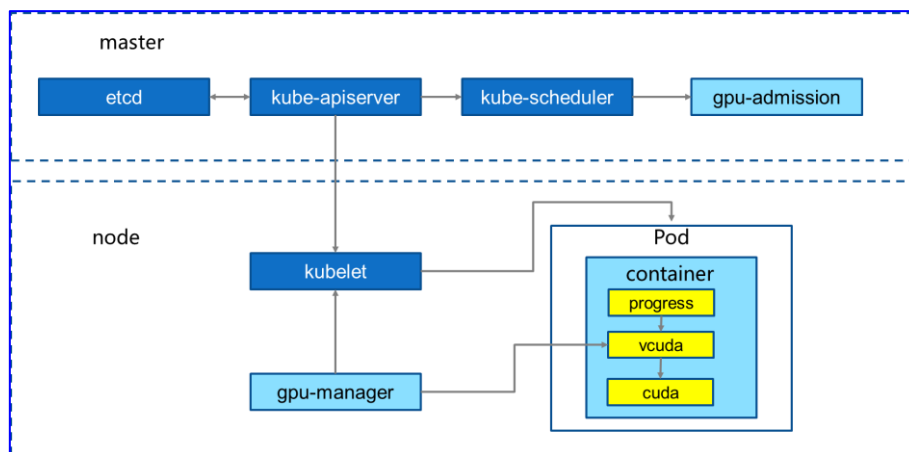 master
etcd
kube-apiserver
kube-scheduler
gpu-admission
node
Pod
kubelet
container
progress
vcuda
gpu-manager
cuda